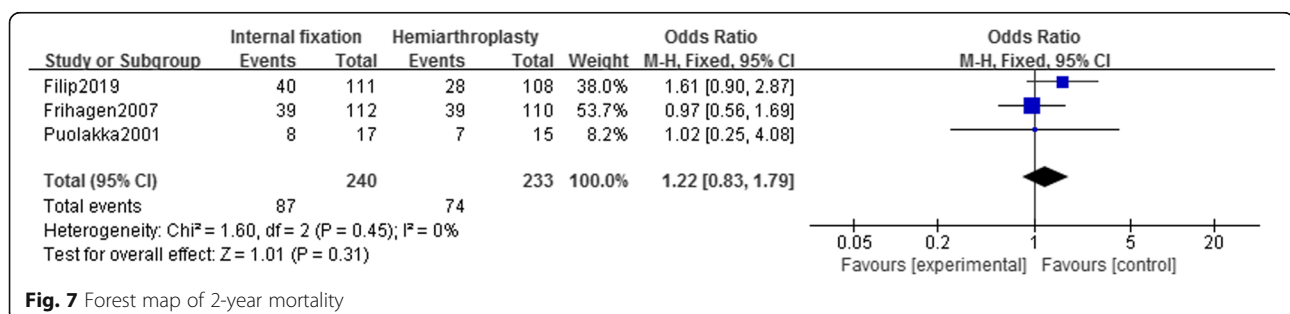 Internal fixation Hemiarthroplasty Odds Ratio Odds Ratio
Study or Subgroup Events Total Events Total Weight M-H, Fixed, 95% CI M-H, Fixed, 95% CI
Filip2019 40 111 28 108 38.0% 1.61 [0.90, 2.87]
Frihagen2007 39 112 39 110 53.7% 0.97 [0.56, 1.69]
Puolakka2001 8 17 7 15 8.2% 1.02 [0.25, 4.08]
Total (95% CI) 240 233 100.0% 1.22 [0.83, 1.79]
Total events 87 74
Heterogeneity: Chi² = 1.60, df = 2 (P = 0.45); I² = 0%
Test for overall effect: Z = 1.01 (P = 0.31)
0.05 0.2 1 5 20
Favours [experimental] Favours [control]
Fig. 7 Forest map of 2-year mortality